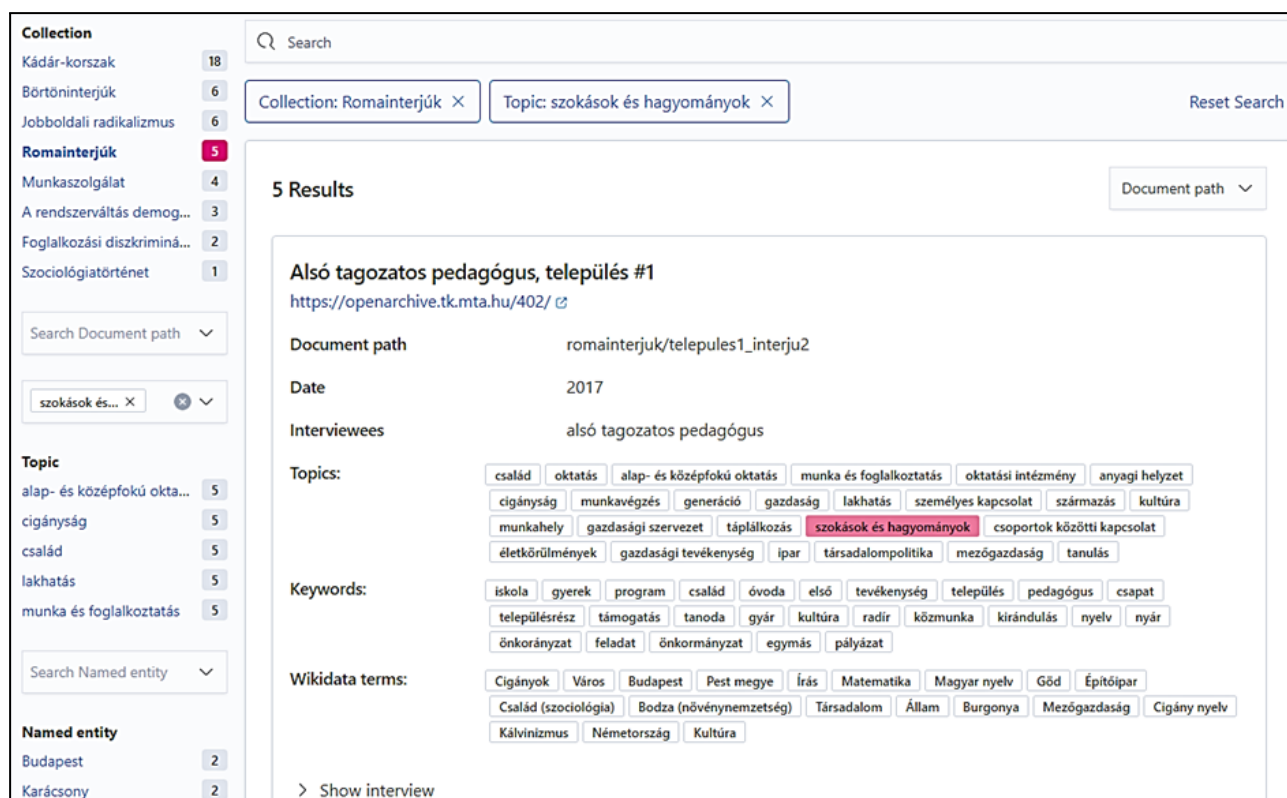 Collection
Kádár-korszak 18
Börtöninterjúk 6
Jobboldali radikalizmus 6
Romainterjúk 5
Munkaszolgálat 4
A rendszerváltás demog... 3
Foglalkozási diszkriminá... 2
Szociológiatörténet 1
Search Document path
szokások és... ×
Topic
alap- és középfokú okta... 5
cigányság 5
család 5
lakhatás 5
munka és foglalkoztatás 5
Search Named entity
Named entity
Budapest 2
Karácsony 2
Search
Collection: Romainterjúk × Topic: szokások és hagyományok × Reset Search
5 Results Document path
Alsó tagozatos pedagógus, település #1
https://openarchive.tk.mta.hu/402/
Document path romainterjuk/telepules1_interju2
Date 2017
Interviewees alsó tagozatos pedagógus
Topics: család oktatás alap- és középfokú oktatás munka és foglalkoztatás oktatási intézmény anyagi helyzet
cigányság munkavégzés generáció gazdaság lakhatás személyes kapcsolat származás kultúra
munkahely gazdasági szervezet táplálkozás szokások és hagyományok csoportok közötti kapcsolat
életkörülmények gazdasági tevékenység ipar társadalompolitika mezőgazdaság tanulás
Keywords: iskola gyerek program család óvoda első tevékenység település pedagógus csapat
településrész támogatás tanoda gyár kultúra radír közmunka kirándulás nyelv nyár
önkorányzat feladat önkormányzat egymás pályázat
Wikidata terms: Cigányok Város Budapest Pest megye Írás Matematika Magyar nyelv Göd Építőipar
Család (szociológia) Bodza (növénynemzetség) Társadalom Állam Burgonya Mezőgazdaság Cigány nyelv
Kálvinizmus Németország Kultúra
Show interview